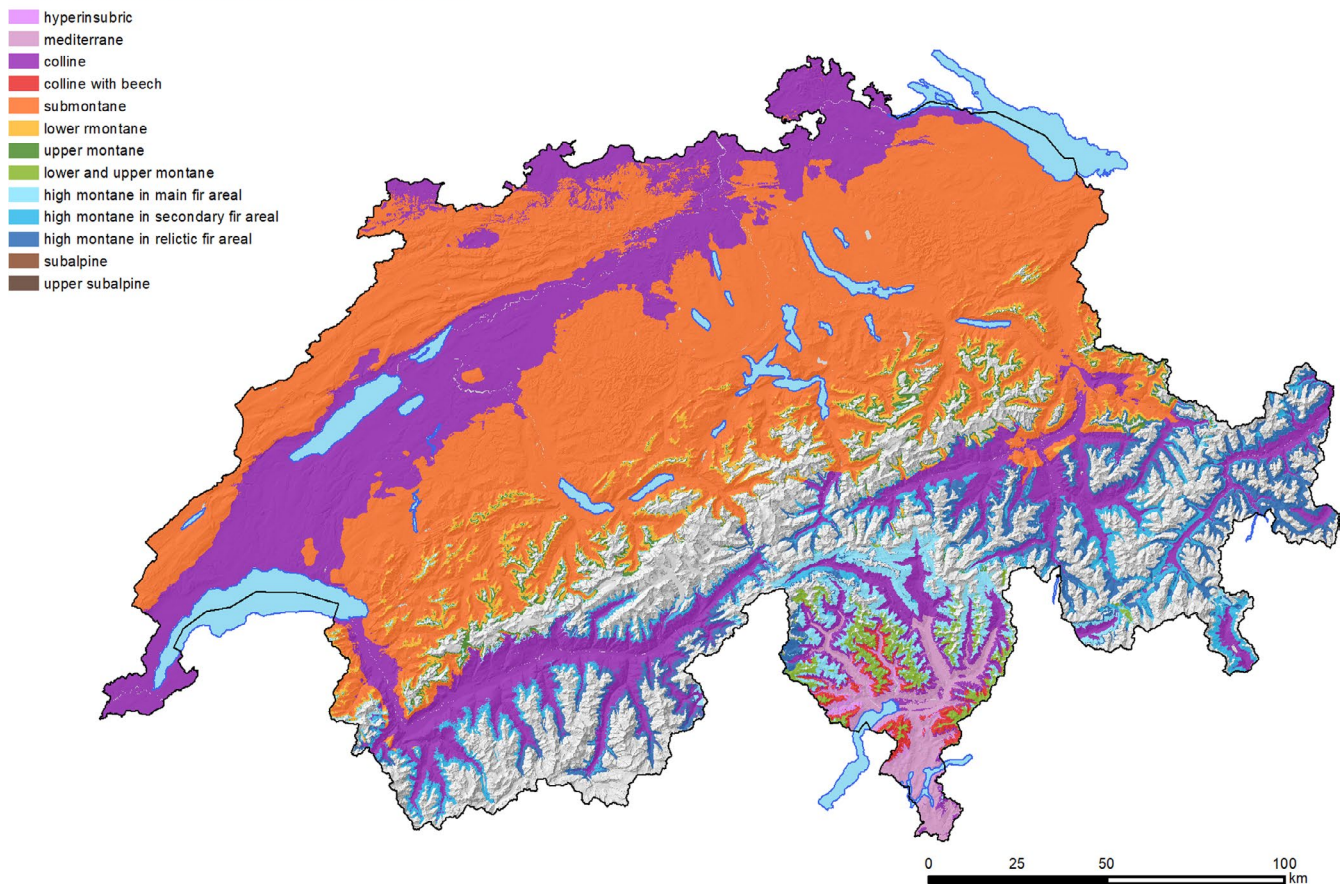 hyperinsubric
mediterrane
colline
colline with beech
submontane
lower rmontane
upper montane
lower and upper montane
high montane in main fir areal
high montane in secondary fir areal
high montane in relictic fir areal
subalpine
upper subalpine
0 25 50 100
km